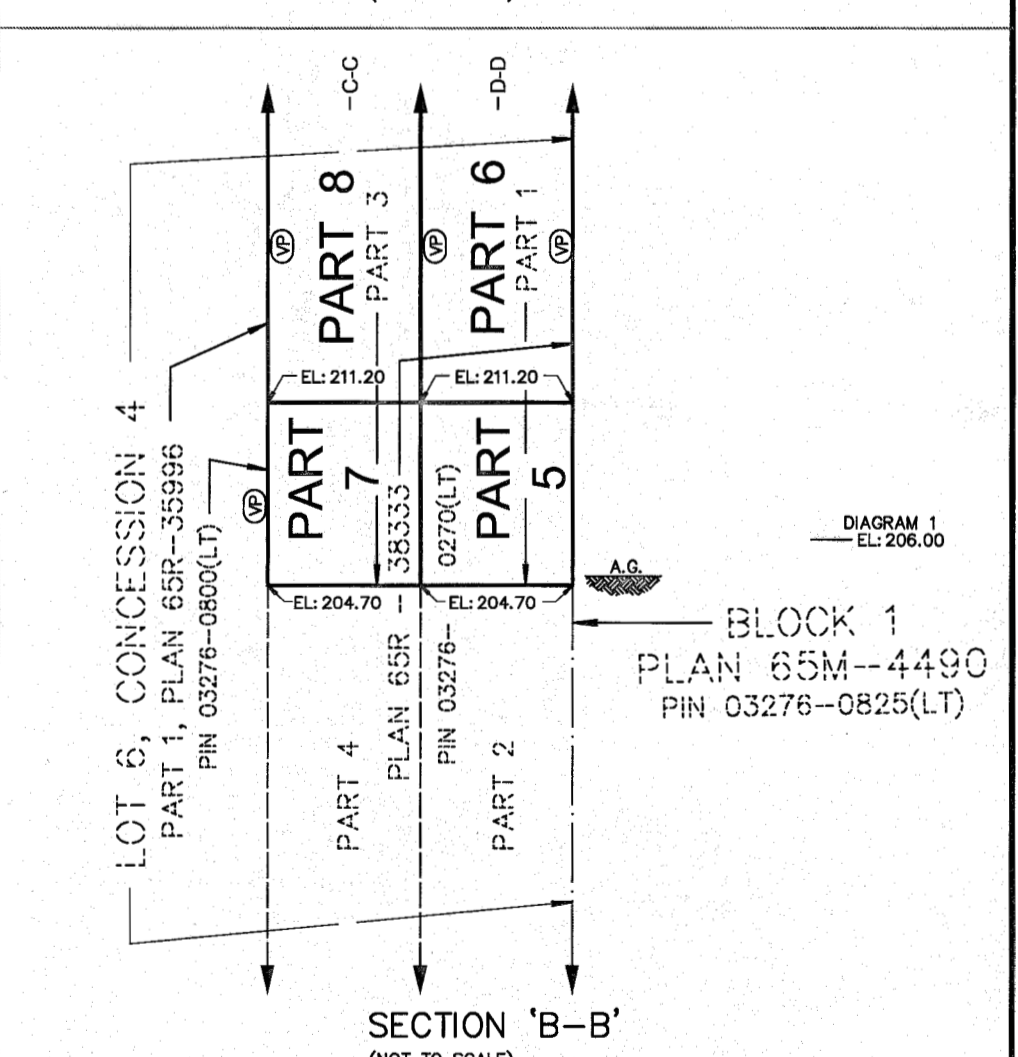 -C-C
-D-D
PART 8
PART 3
PART 6
PART 1
VP
VP
VP
EL: 211.20
EL: 211.20
LOT 6, CONCESSION 4
PART 1, PLAN 65R--35996
PIN 03276--0800(LT)
VP
PART
7
PART
5
PLAN 65R -- 38333
PIN 03276-- 0270(LT)
DIAGRAM 1
EL: 206.00
A.G.
EL: 204.70
EL: 204.70
BLOCK 1
PLAN 65M--4490
PIN 03276--0825(LT)
PART 4
PART 2
SECTION 'B-B'
(NOT TO SCALE)